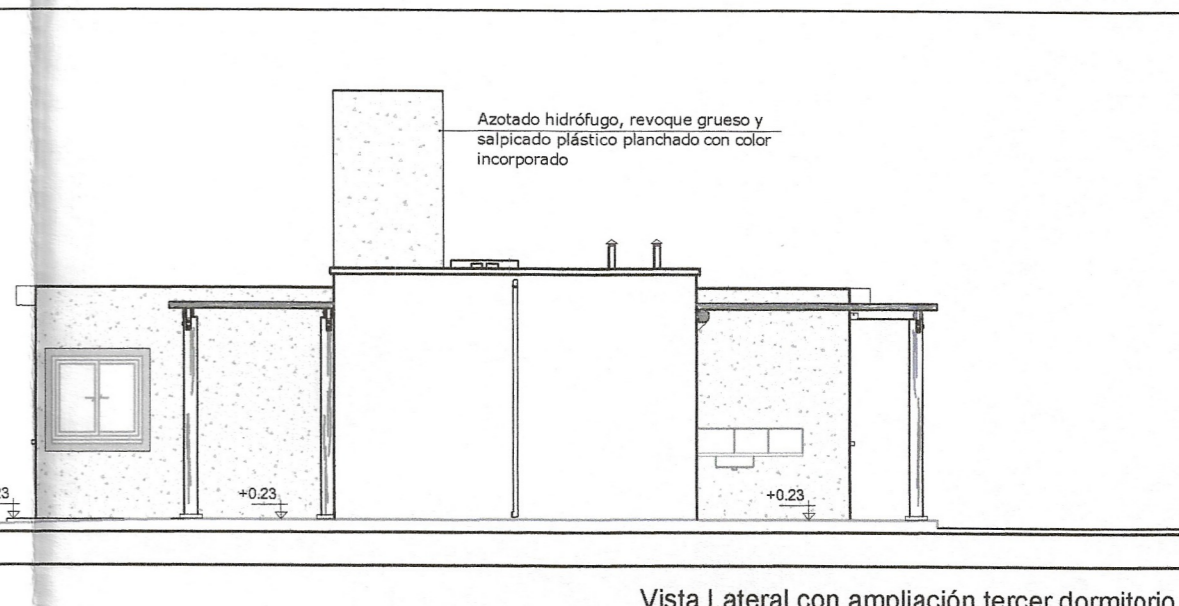 Azotado hidrófugo, revoque grueso y
salpicado plástico planchado con color
incorporado
+0.23
+0.23
Vista Lateral con ampliación tercer dormitorio